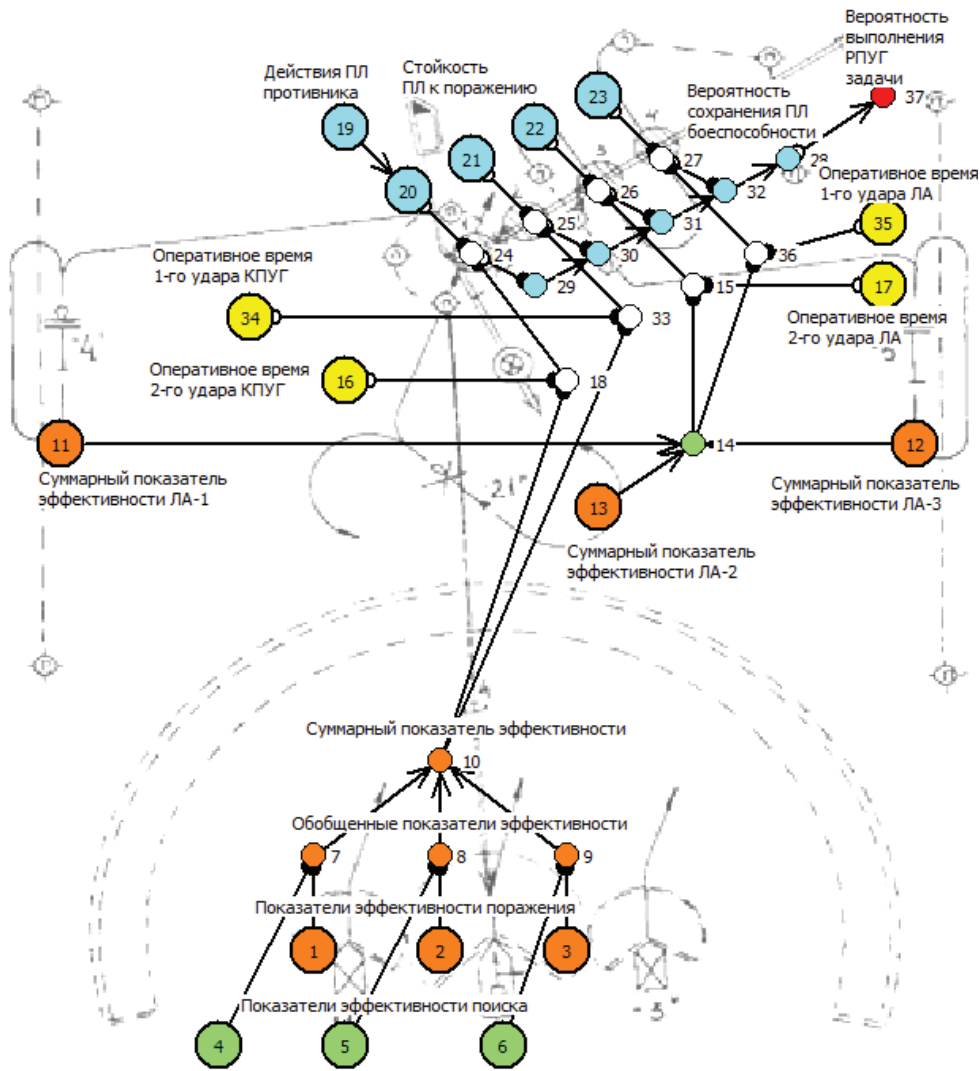 Вероятность
выполнения
РПУГ
задачи
37
Действия ПЛ
противника
Стойкость
ПЛ к поражению
23
Вероятность
сохранения ПЛ
боеспособности
19
22
21
27
28
20
26
32
Оперативное время
1-го удара ЛА
25
31
35
Оперативное время
1-го удара КПУГ
24
30
36
29
15
17
34
33
Оперативное время
2-го удара ЛА
"4"
Оперативное время
2-го удара КПУГ
16
18
11
14
12
Суммарный показатель
эффективности ЛА-1
13
Суммарный показатель
эффективности ЛА-3
Суммарный показатель
эффективности ЛА-2
Суммарный показатель эффективности
10
Обобщенные показатели эффективности
7
8
9
Показатели эффективности поражения
1
2
3
Показатели эффективности поиска
4
5
6